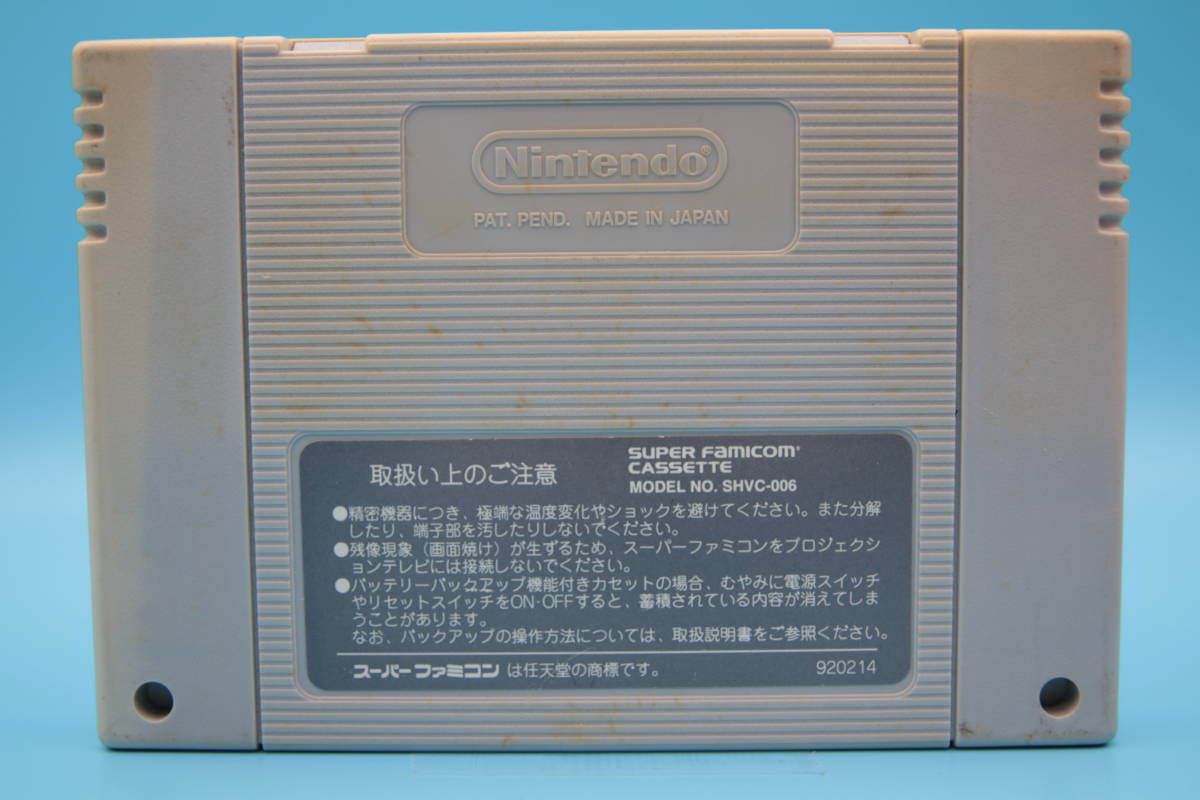 Nintendo®
PAT. PEND. MADE IN JAPAN
取扱い上のご注意
SUPER FAMICOM
CASSETTE
MODEL NO. SHVC-006
●精密機器につき、極端な温度変化やショックを避けてください。また分解
したり、端子部を汚したりしないでください。
●残像現象（画面焼け）が生ずるため、スーパーファミコンをプロジェクシ
ョンテレビには接続しないでください。
●バッテリーバックアップ機能付きカセットの場合、むやみに電源スイッチ
やリセットスイッチをON・OFFすると、蓄積されている内容が消えてしま
うことがあります。
なお、バックアップの操作方法については、取扱説明書をご参照ください。
スーパーファミコン は任天堂の商標です。 920214